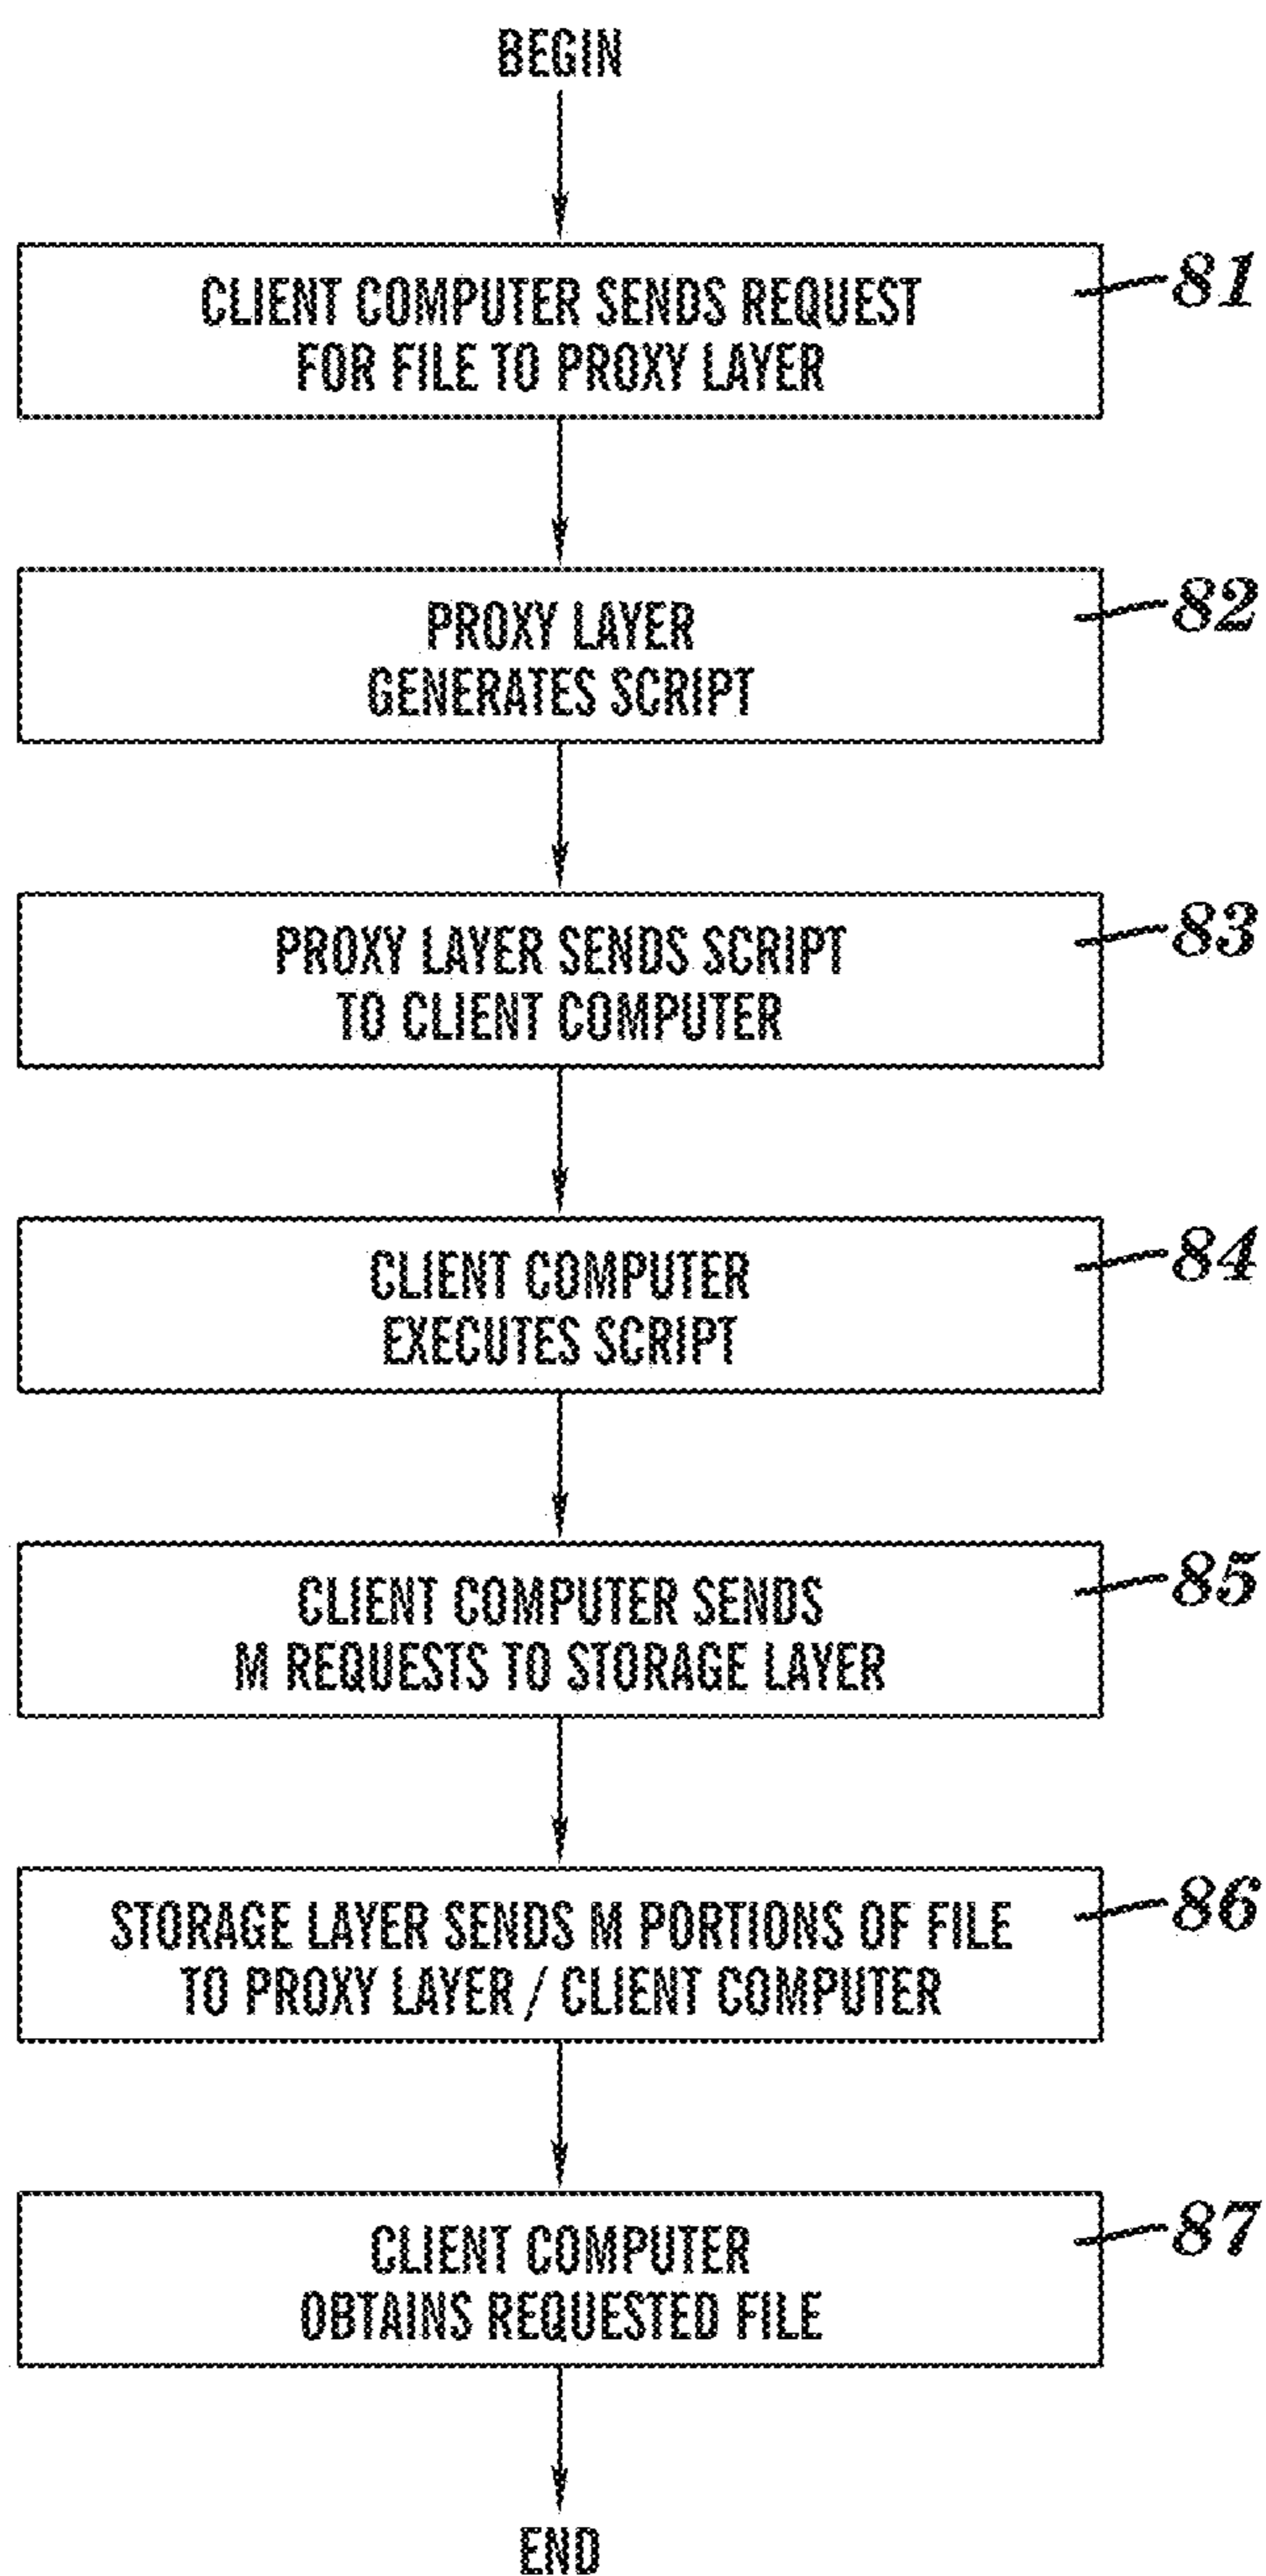 BEGIN
CLIENT COMPUTER SENDS REQUEST
FOR FILE TO PROXY LAYER
81
PROXY LAYER
GENERATES SCRIPT
82
PROXY LAYER SENDS SCRIPT
TO CLIENT COMPUTER
83
CLIENT COMPUTER
EXECUTES SCRIPT
84
CLIENT COMPUTER SENDS
M REQUESTS TO STORAGE LAYER
85
STORAGE LAYER SENDS M PORTIONS OF FILE
TO PROXY LAYER / CLIENT COMPUTER
86
CLIENT COMPUTER
OBTAINS REQUESTED FILE
87
END